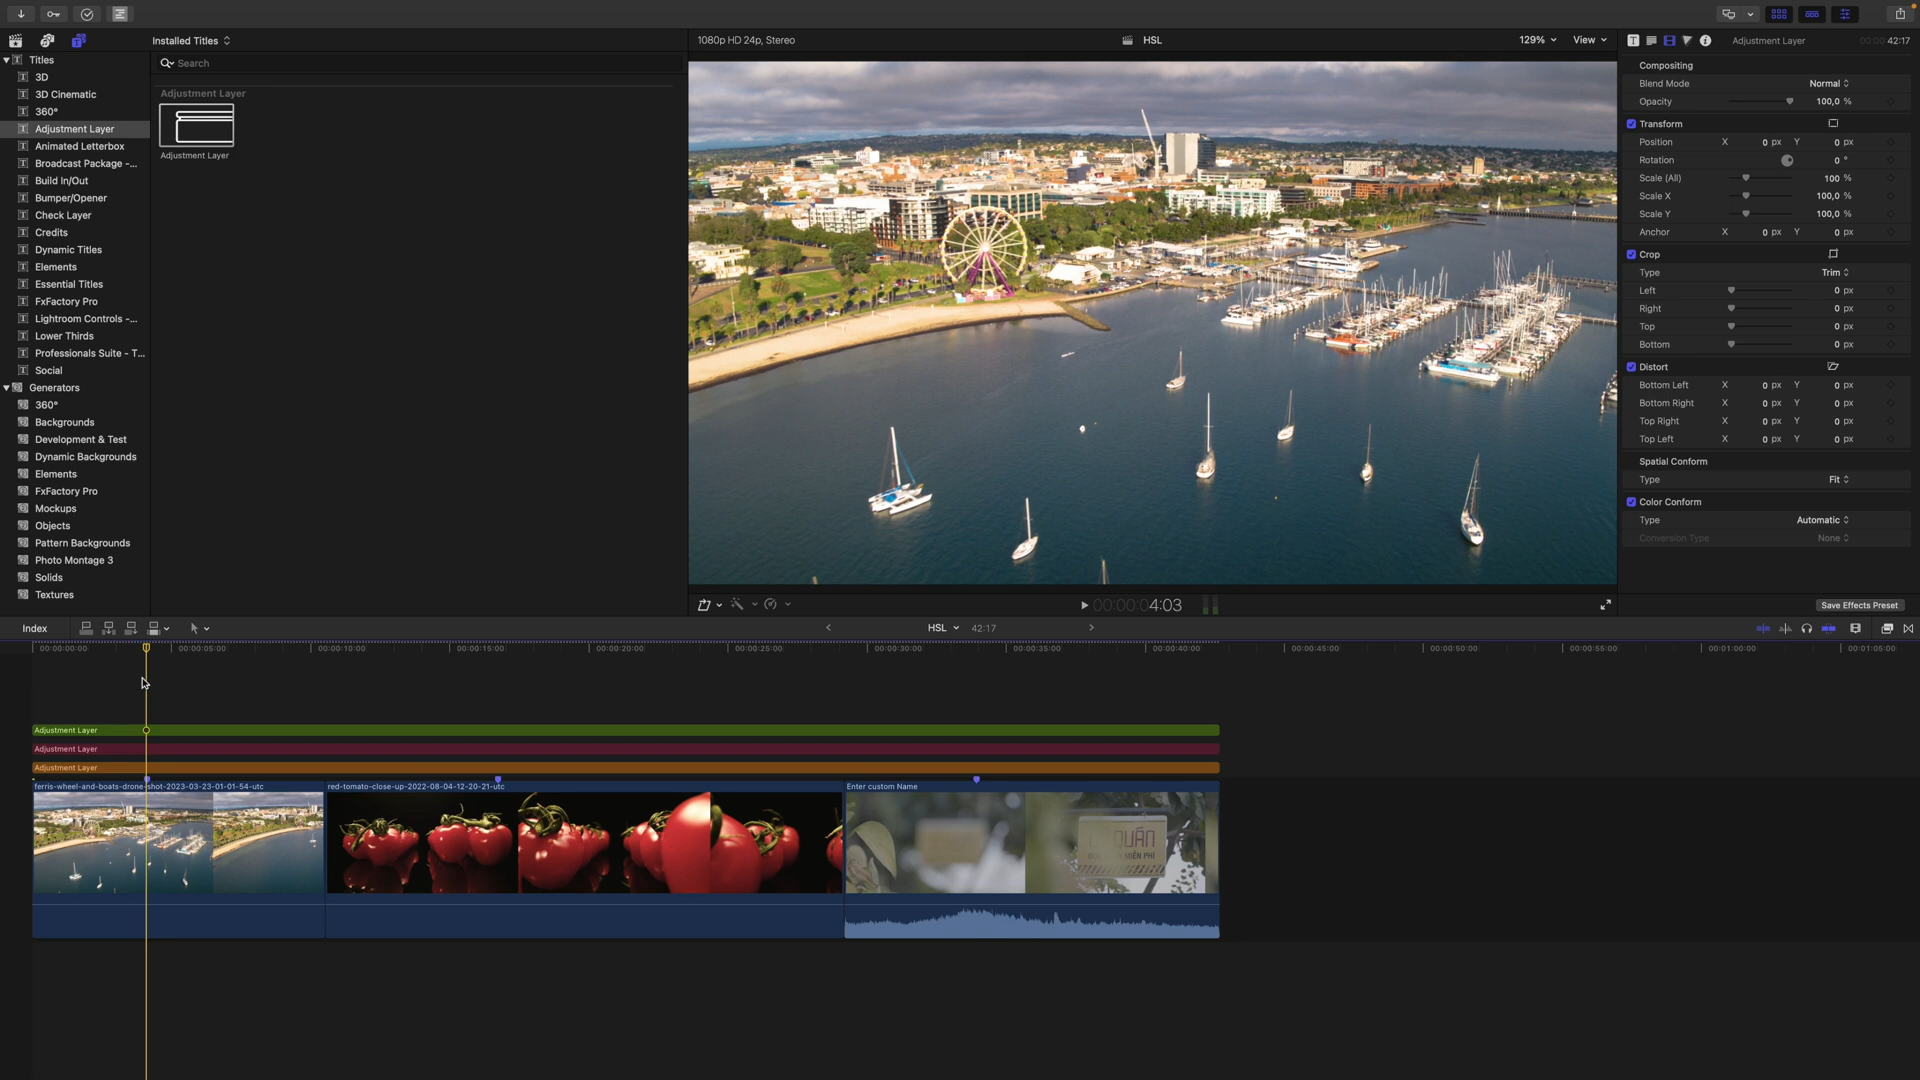 Installed Titles
1080p HD 24p, Stereo
HSL
129%
View
Adjustment Layer
00:00:42:17
Titles
3D
3D Cinematic
360°
Adjustment Layer
Animated Letterbox
Broadcast Package -...
Build In/Out
Bumper/Opener
Check Layer
Credits
Dynamic Titles
Elements
Essential Titles
FxFactory Pro
Lightroom Controls -...
Lower Thirds
Professionals Suite - T...
Social
Generators
360°
Backgrounds
Development & Test
Dynamic Backgrounds
Elements
FxFactory Pro
Mockups
Objects
Pattern Backgrounds
Photo Montage 3
Solids
Textures
Search
Adjustment Layer
Adjustment Layer
00:00:04:03
Compositing
Blend Mode Normal
Opacity 100,0 %
Transform
Position X 0 px Y 0 px
Rotation 0 °
Scale (All) 100 %
Scale X 100,0 %
Scale Y 100,0 %
Anchor X 0 px Y 0 px
Crop
Type Trim
Left 0 px
Right 0 px
Top 0 px
Bottom 0 px
Distort
Bottom Left X 0 px Y 0 px
Bottom Right X 0 px Y 0 px
Top Right X 0 px Y 0 px
Top Left X 0 px Y 0 px
Spatial Conform
Type Fit
Color Conform
Type Automatic
Conversion Type None
Save Effects Preset
Index
HSL 42:17
00:00:00:00 00:00:05:00 00:00:10:00 00:00:15:00 00:00:20:00 00:00:25:00 00:00:30:00 00:00:35:00 00:00:40:00 00:00:45:00 00:00:50:00 00:00:55:00 00:01:00:00 00:01:05:00
Adjustment Layer
Adjustment Layer
Adjustment Layer
ferris-wheel-and-boats-drone-shot-2023-03-23-01-01-54-utc
red-tomato-close-up-2022-08-04-12-20-21-utc
Enter custom Name
QUÁN
MIỄN PHÍ